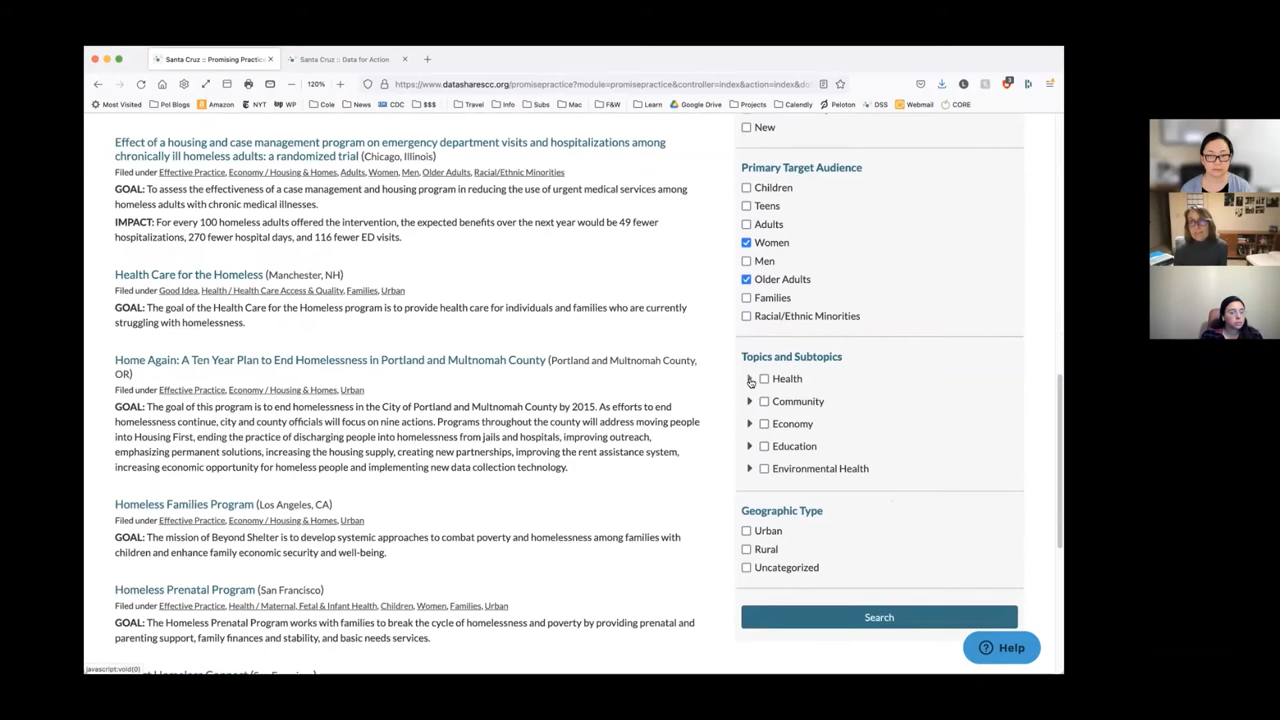 Santa Cruz :: Promising Practice
Santa Cruz :: Data for Action
120%
https://www.datasharescc.org/promisepractice?module=promisepractice&controller=index&action=index&do
Most Visited Pol Blogs Amazon NYT WP Cole News CDC $$$ Travel Info Subs Mac F&W Learn Google Drive Procacci Calendly Peloton DSS Webmail CORE
Effect of a housing and case management program on emergency department visits and hospitalizations among
chronically ill homeless adults: a randomized trial (Chicago, Illinois)
Filed under Effective Practice, Economy / Housing & Homes, Adults, Women, Men, Older Adults, Racial/Ethnic Minorities
GOAL: To assess the effectiveness of a case management and housing program in reducing the use of urgent medical services among
homeless adults with chronic medical illnesses.
IMPACT: For every 100 homeless adults offered the intervention, the expected benefits over the next year would be 49 fewer
hospitalizations, 270 fewer hospital days, and 116 fewer ED visits.
Health Care for the Homeless (Manchester, NH)
Filed under Good Idea, Health / Health Care Access & Quality, Families, Urban
GOAL: The goal of the Health Care for the Homeless program is to provide health care for individuals and families who are currently
struggling with homelessness.
Home Again: A Ten Year Plan to End Homelessness in Portland and Multnomah County (Portland and Multnomah County,
OR)
Filed under Effective Practice, Economy / Housing & Homes, Urban
GOAL: The goal of this program is to end homelessness in the City of Portland and Multnomah County by 2015. As efforts to end
homelessness continue, city and county officials will focus on nine actions. Programs throughout the county will address moving people
into Housing First, ending the practice of discharging people into homelessness from jails and hospitals, improving outreach,
emphasizing permanent solutions, increasing the housing supply, creating new partnerships, improving the rent assistance system,
increasing economic opportunity for homeless people and implementing new data collection technology.
Homeless Families Program (Los Angeles, CA)
Filed under Effective Practice, Economy / Housing & Homes, Urban
GOAL: The mission of Beyond Shelter is to develop systematic approaches to combat poverty and homelessness among families with
children and enhance family economic security and well-being.
Homeless Prenatal Program (San Francisco)
Filed under Effective Practice, Health / Maternal, Fetal & Infant Health, Children, Women, Families, Urban
GOAL: The Homeless Prenatal Program works with families to break the cycle of homelessness and poverty by providing prenatal and
parenting support, family finances and stability, and basic needs services.
javascript:void(0)
New
Primary Target Audience
Children
Teens
Adults
Women
Men
Older Adults
Families
Racial/Ethnic Minorities
Topics and Subtopics
Health
Community
Economy
Education
Environmental Health
Geographic Type
Urban
Rural
Uncategorized
Search
Help